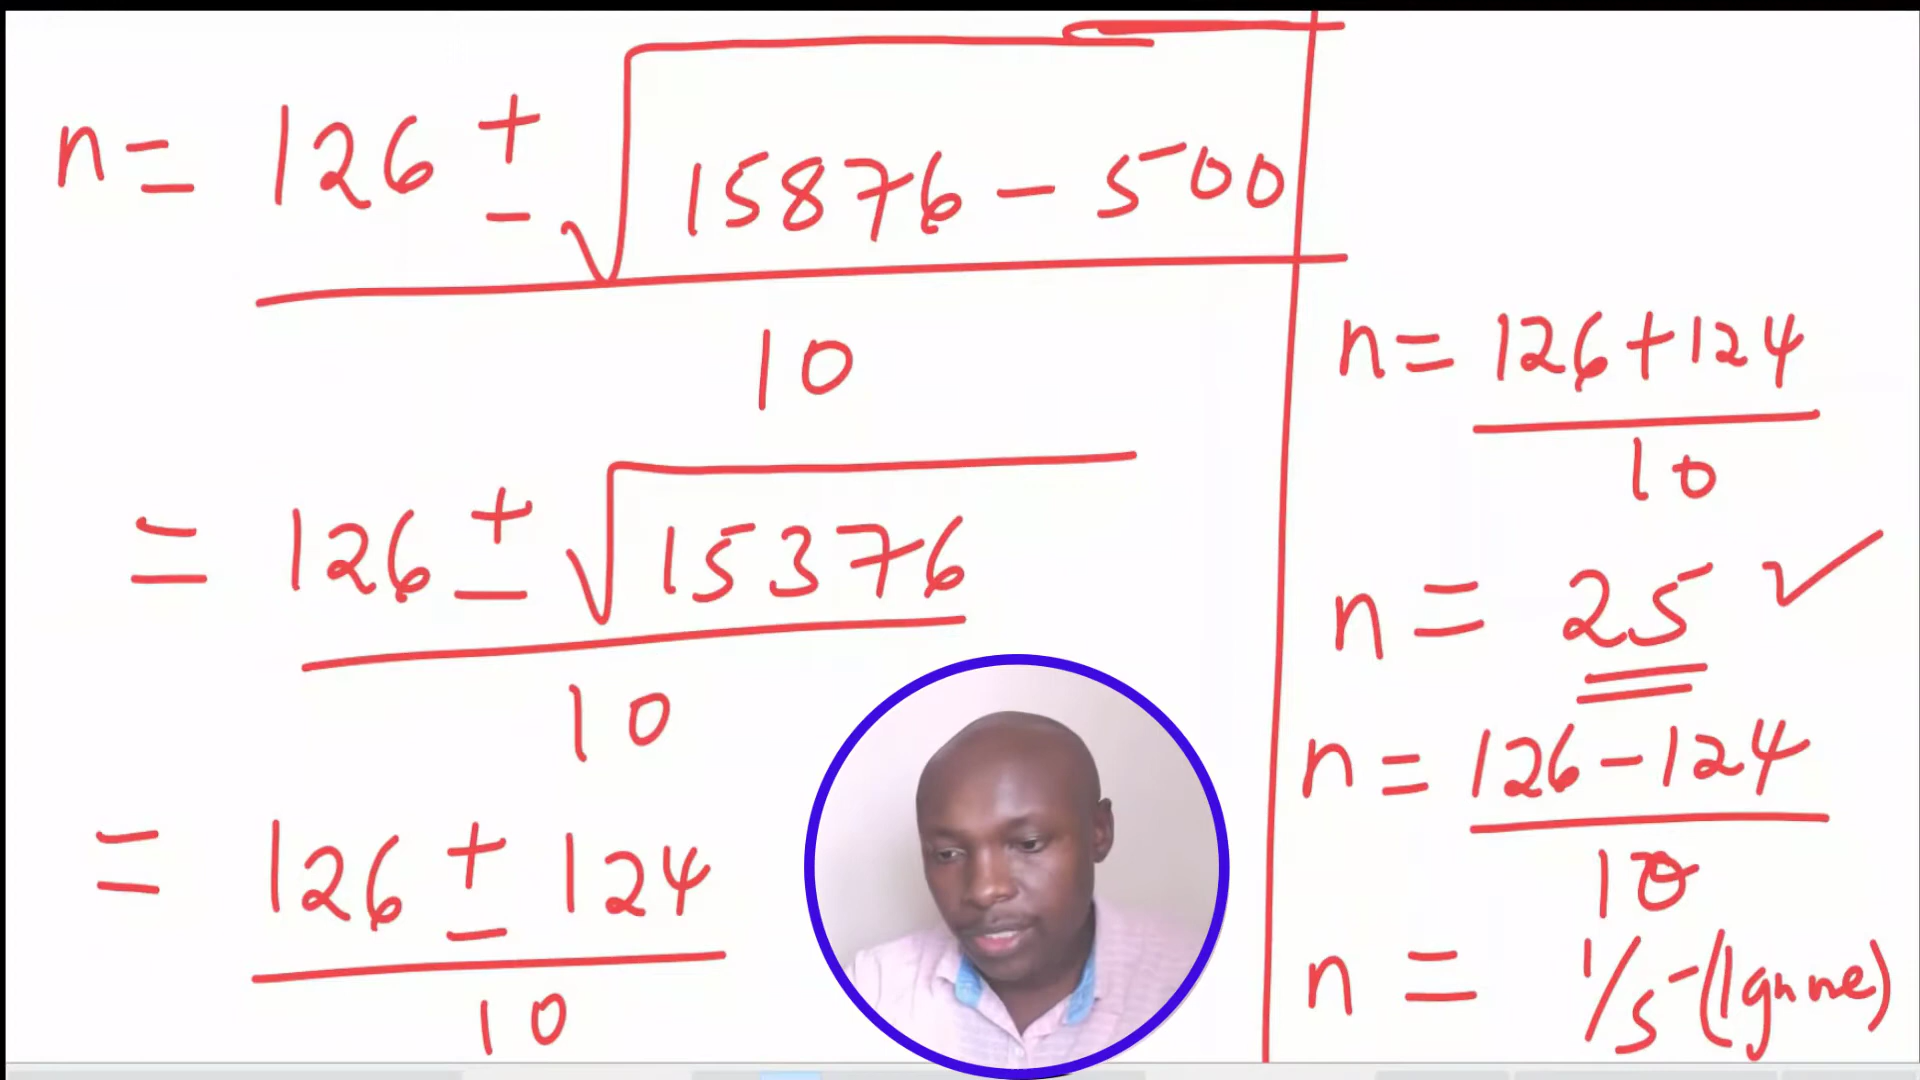 n = 126 ± √15876 - 500
10
= 126 ± √15376
10
= 126 ± 124
10
n = 126 + 124
10
n = 25 ✓
n = 126 - 124
10
n = 1/5 (Ignore)